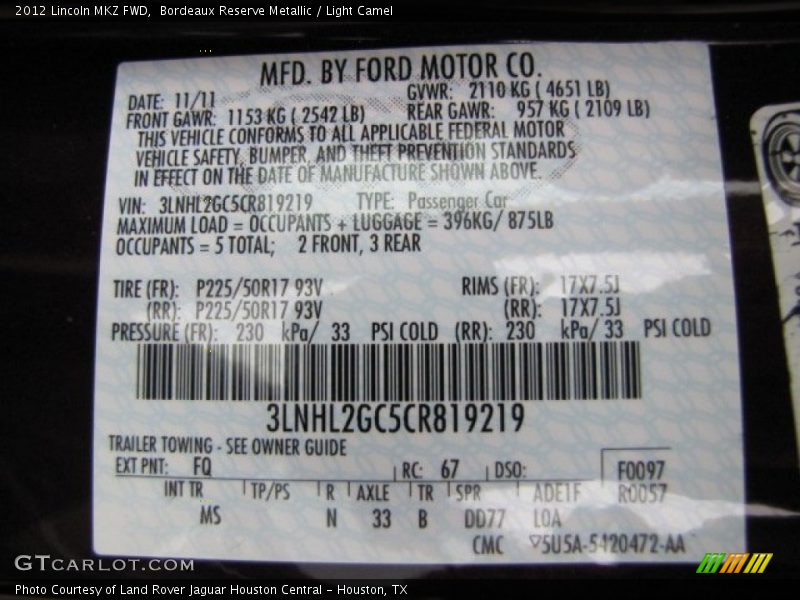 2012 Lincoln MKZ FWD,  Bordeaux Reserve Metallic / Light Camel
MFD. BY FORD MOTOR CO.
DATE: 11/11 GVWR: 2110 KG ( 4651 LB)
FRONT GAWR: 1153 KG ( 2542 LB) REAR GAWR: 957 KG ( 2109 LB)
THIS VEHICLE CONFORMS TO ALL APPLICABLE FEDERAL MOTOR
VEHICLE SAFETY, BUMPER, AND THEFT PREVENTION STANDARDS
IN EFFECT ON THE DATE OF MANUFACTURE SHOWN ABOVE.
VIN: 3LNHL2GC5CR819219 TYPE: Passenger Car
MAXIMUM LOAD = OCCUPANTS + LUGGAGE = 396KG/ 875LB
OCCUPANTS = 5 TOTAL; 2 FRONT, 3 REAR
TIRE (FR): P225/50R17 93V RIMS (FR): 17X7.5J
(RR): P225/50R17 93V (RR): 17X7.5J
PRESSURE (FR): 230 kPa/ 33 PSI COLD (RR): 230 kPa/ 33 PSI COLD
3LNHL2GC5CR819219
TRAILER TOWING - SEE OWNER GUIDE
EXT PNT: FQ RC: 67 DSO: F0097
INT TR TP/PS R AXLE TR SPR ADE1F R0057
MS N 33 B DD77 LOA
CMC ▽5U5A-5420472-AA
GTCARLOT.COM
Photo Courtesy of Land Rover Jaguar Houston Central - Houston, TX